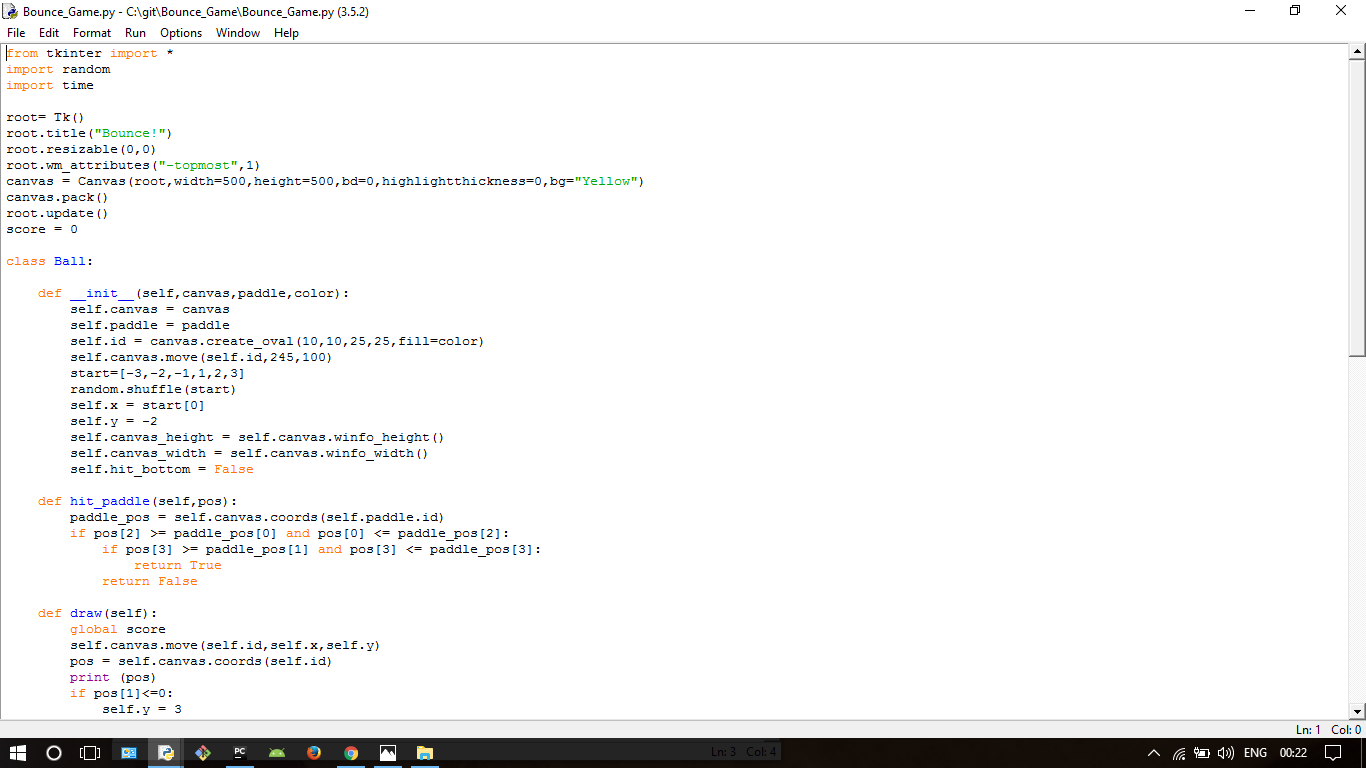 Bounce_Game.py - C:\git\Bounce_Game\Bounce_Game.py (3.5.2)
File Edit Format Run Options Window Help
from tkinter import *
import random
import time
root= Tk()
root.title("Bounce!")
root.resizable(0,0)
root.wm_attributes("-topmost",1)
canvas = Canvas(root,width=500,height=500,bd=0,highlightthickness=0,bg="Yellow")
canvas.pack()
root.update()
score = 0
class Ball:
    def __init__(self,canvas,paddle,color):
        self.canvas = canvas
        self.paddle = paddle
        self.id = canvas.create_oval(10,10,25,25,fill=color)
        self.canvas.move(self.id,245,100)
        start=[-3,-2,-1,1,2,3]
        random.shuffle(start)
        self.x = start[0]
        self.y = -2
        self.canvas_height = self.canvas.winfo_height()
        self.canvas_width = self.canvas.winfo_width()
        self.hit_bottom = False
    def hit_paddle(self,pos):
        paddle_pos = self.canvas.coords(self.paddle.id)
        if pos[2] >= paddle_pos[0] and pos[0] <= paddle_pos[2]:
            if pos[3] >= paddle_pos[1] and pos[3] <= paddle_pos[3]:
                return True
            return False
    def draw(self):
        global score
        self.canvas.move(self.id,self.x,self.y)
        pos = self.canvas.coords(self.id)
        print (pos)
        if pos[1]<=0:
            self.y = 3
Ln: 1 Col: 0
PC
Ln: 3 Col: 4
ENG 00:22